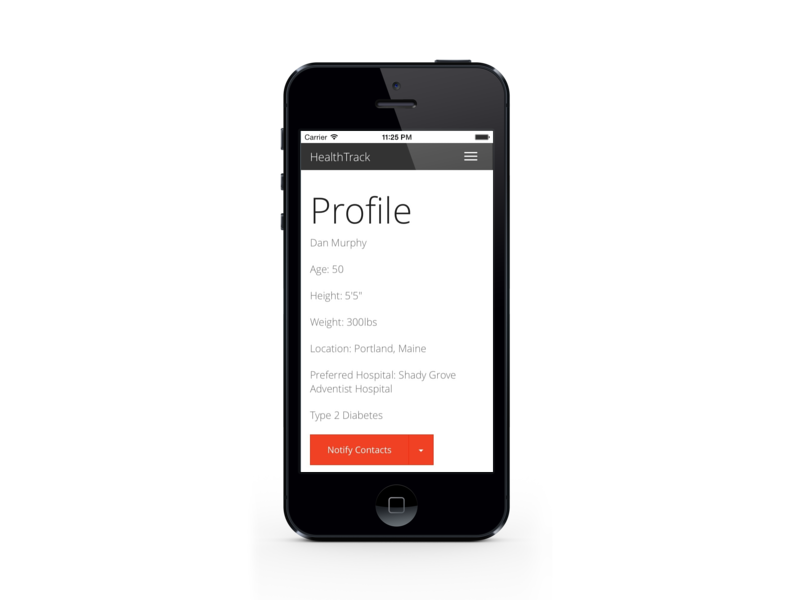 Carrier 11:25 PM
HealthTrack
Profile
Dan Murphy
Age: 50
Height: 5'5"
Weight: 300lbs
Location: Portland, Maine
Preferred Hospital: Shady Grove
Adventist Hospital
Type 2 Diabetes
Notify Contacts